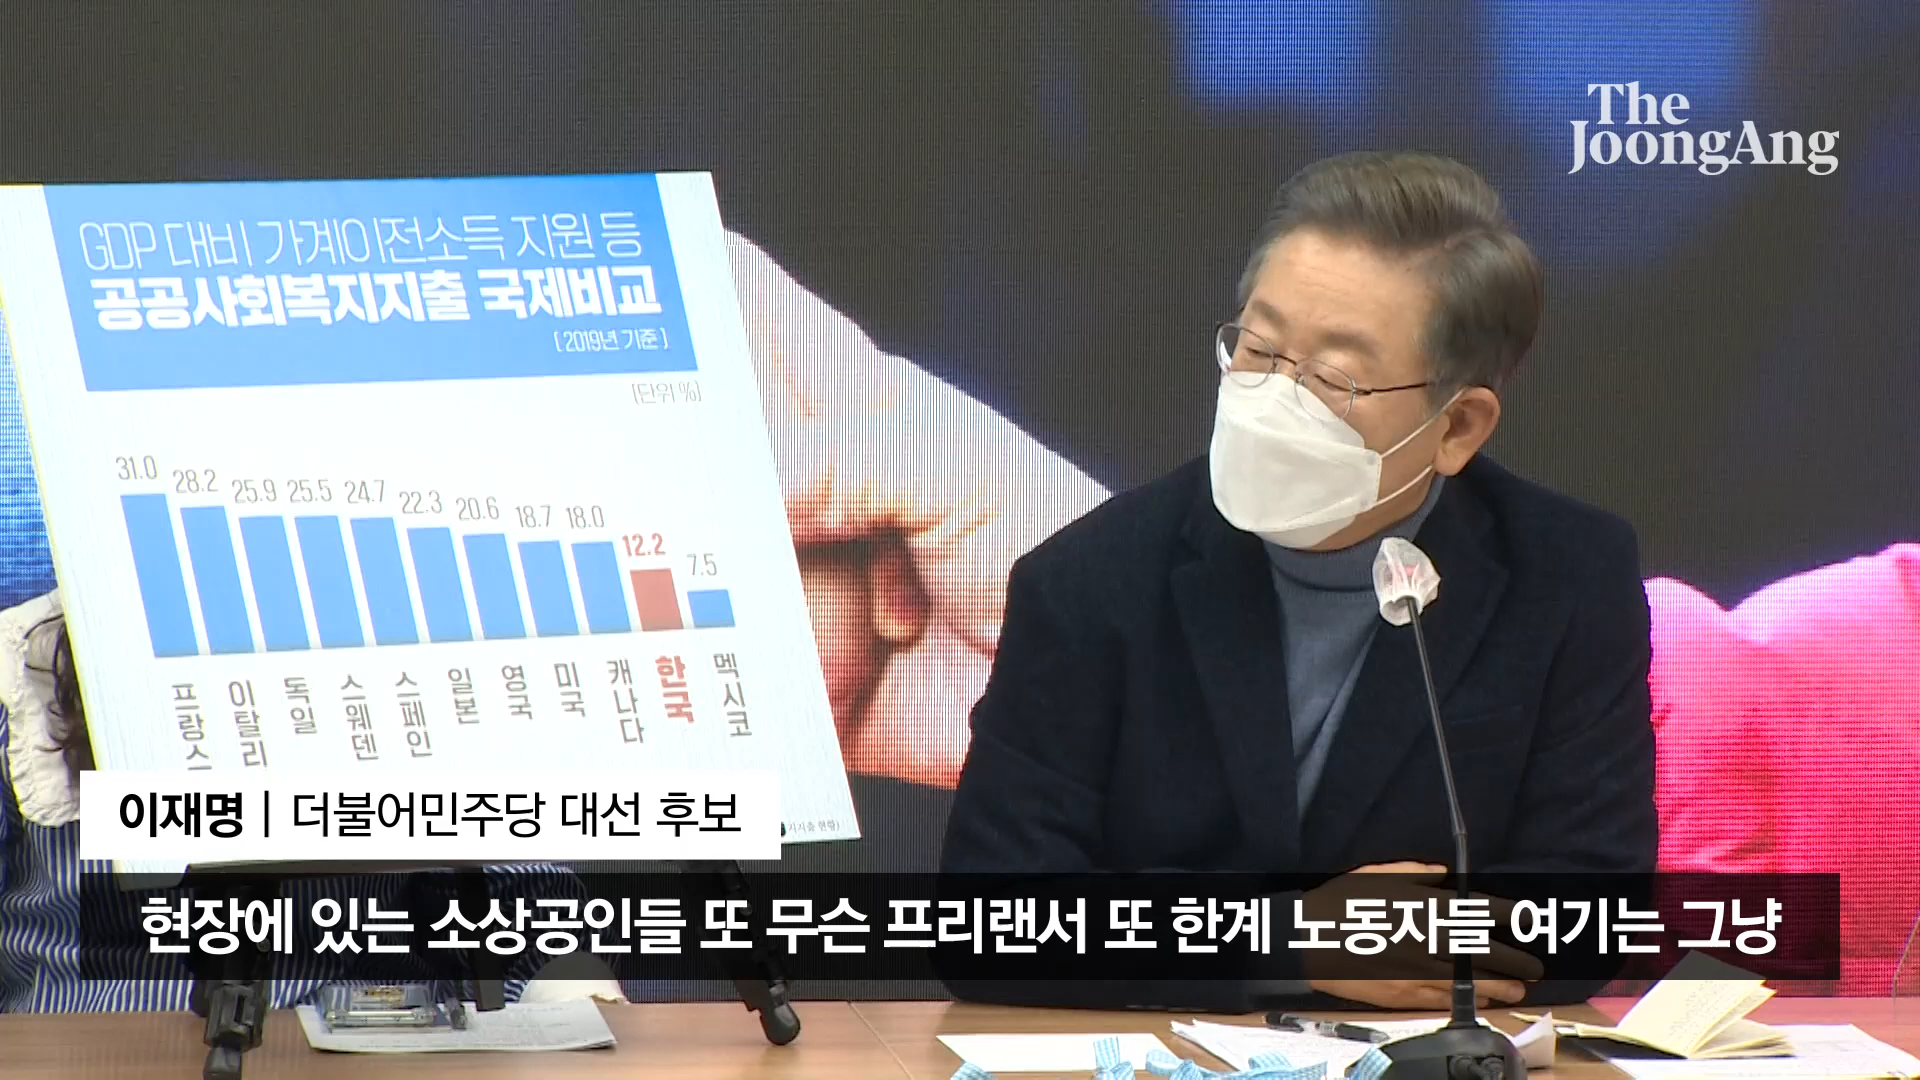 The
JoongAng
GDP 대비 가계이전소득 지원 등
공공사회복지지출 국제비교
[2019년 기준]
[단위 %]
31.0 28.2 25.9 25.5 24.7 22.3 20.6 18.7 18.0 12.2 7.5
프랑스 이탈리 독일 스웨덴 스페인 일본 영국 미국 캐나다 한국 멕시코
이재명 | 더불어민주당 대선 후보
현장에 있는 소상공인들 또 무슨 프리랜서 또 한계 노동자들 여기는 그냥